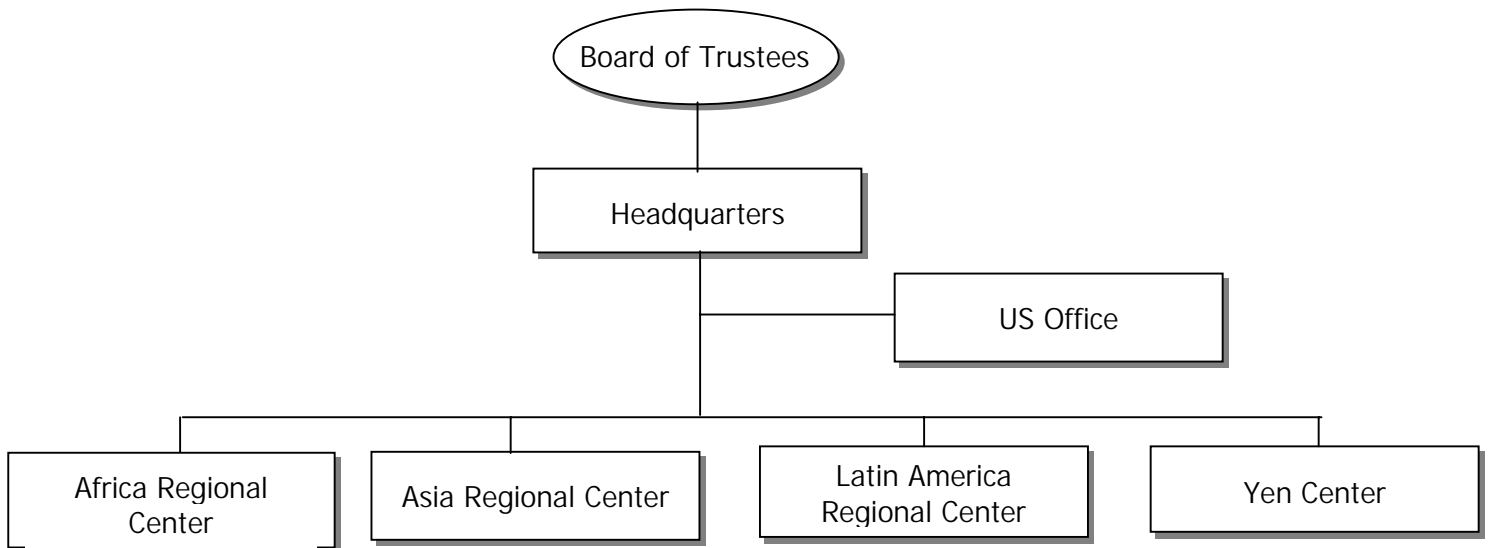 Board of Trustees
Headquarters
US Office
Africa Regional
Center
Asia Regional Center
Latin America
Regional Center
Yen Center